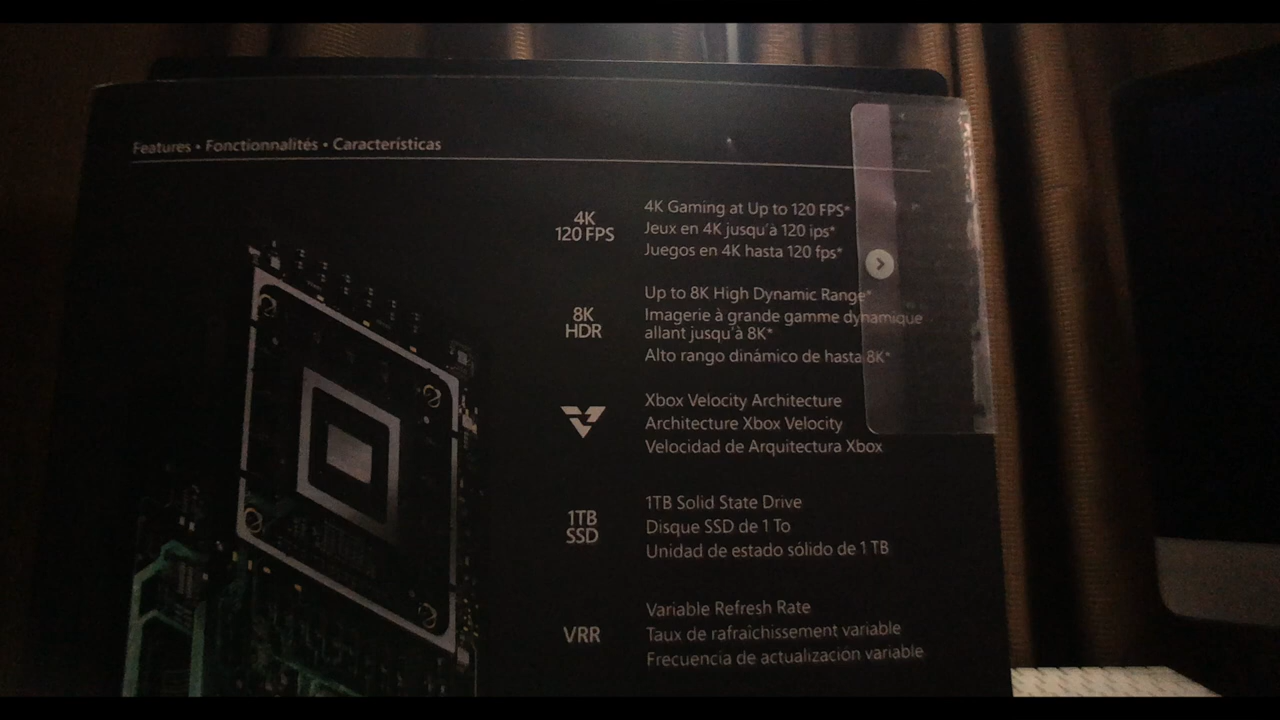 Features • Fonctionnalités • Características
4K
120 FPS
4K Gaming at Up to 120 FPS*
Jeux en 4K jusqu'à 120 ips*
Juegos en 4K hasta 120 fps*
8K
HDR
Up to 8K High Dynamic Range*
Imagerie à grande gamme dynamique
allant jusqu'à 8K*
Alto rango dinámico de hasta 8K*
Xbox Velocity Architecture
Architecture Xbox Velocity
Velocidad de Arquitectura Xbox
1TB
SSD
1TB Solid State Drive
Disque SSD de 1 To
Unidad de estado sólido de 1 TB
VRR
Variable Refresh Rate
Taux de rafraîchissement variable
Frecuencia de actualización variable